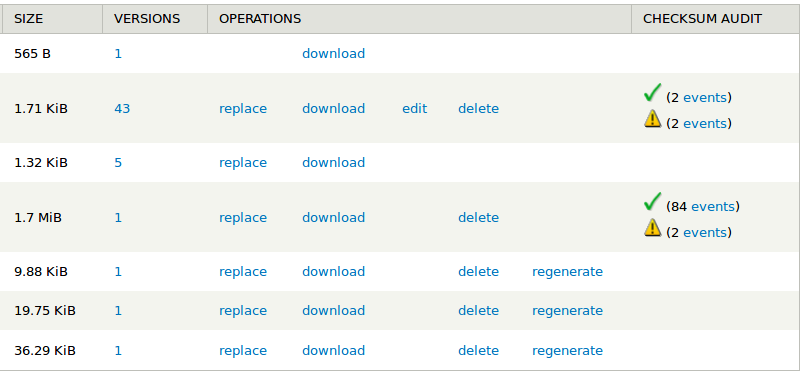 SIZE VERSIONS OPERATIONS CHECKSUM AUDIT
565 B 1 download
1.71 KiB 43 replace download edit delete (2 events)
(2 events)
1.32 KiB 5 replace download
1.7 MiB 1 replace download delete (84 events)
(2 events)
9.88 KiB 1 replace download delete regenerate
19.75 KiB 1 replace download delete regenerate
36.29 KiB 1 replace download delete regenerate